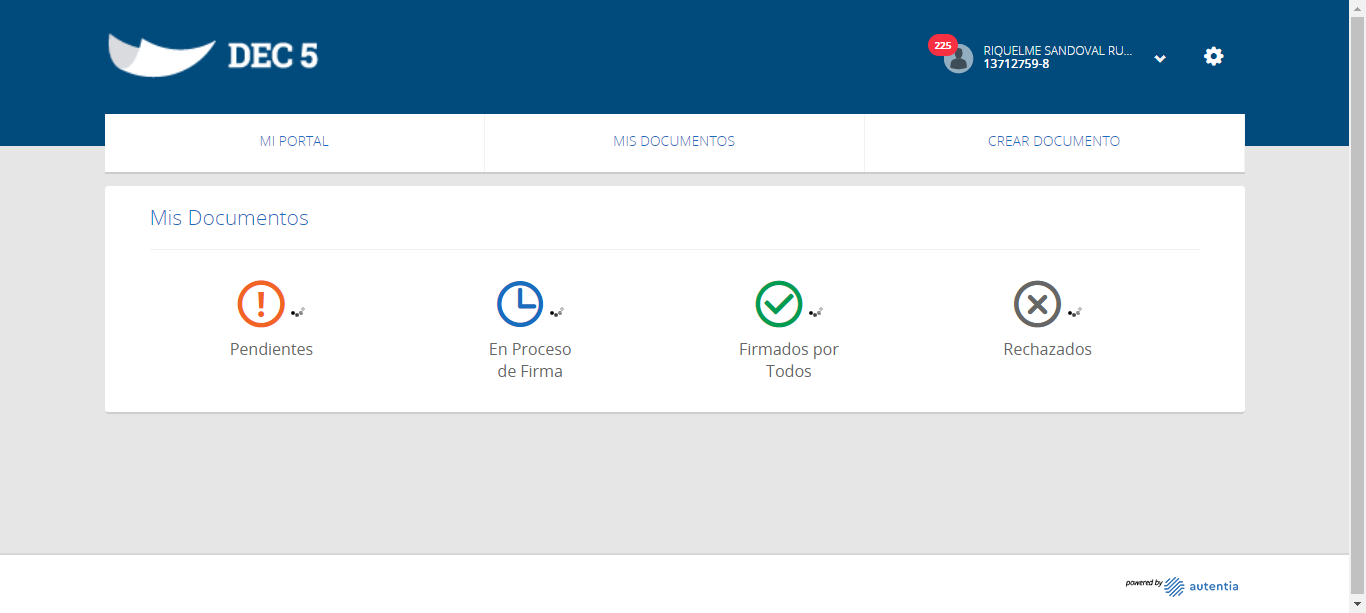 DEC 5
225
RIQUELME SANDOVAL RU...
13712759-8
MI PORTAL
MIS DOCUMENTOS
CREAR DOCUMENTO
Mis Documentos
Pendientes
En Proceso
de Firma
Firmados por
Todos
Rechazados
powered by autentia